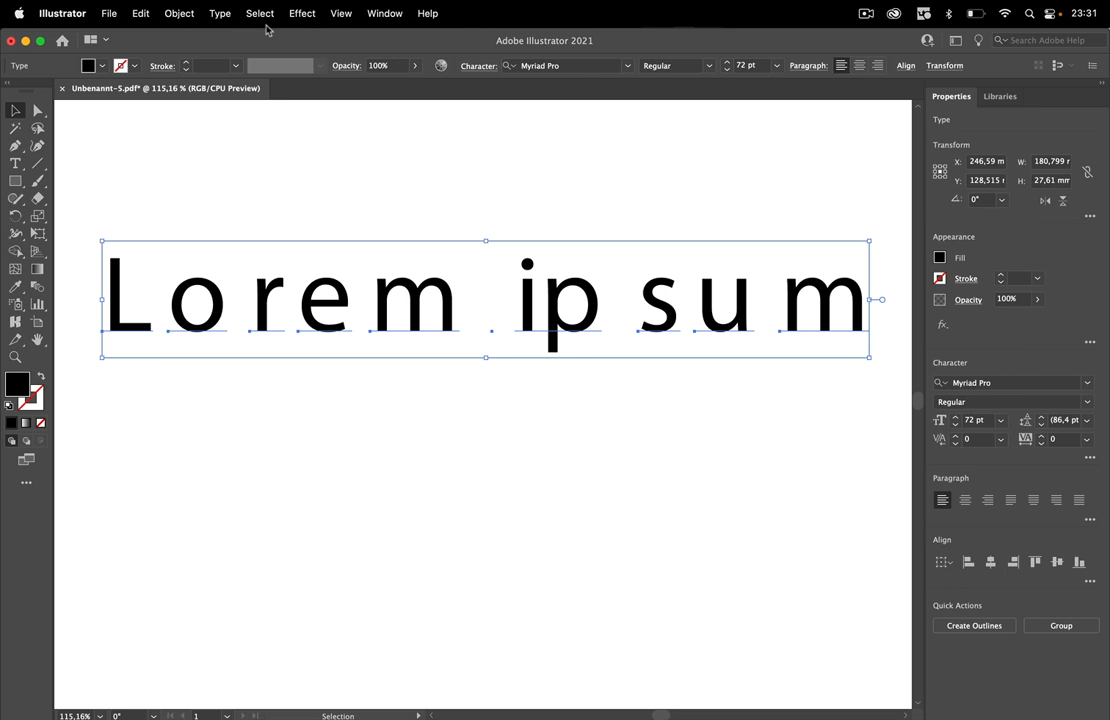 Illustrator File Edit Object Type Select Effect View Window Help 23:31
Adobe Illustrator 2021 Search Adobe Help
Type Stroke: Opacity: 100% Character: Myriad Pro Regular 72 pt Paragraph: Align Transform
× Unbenannt-5.pdf* @ 115,16 % (RGB/CPU Preview)
Properties Libraries
Type
Transform
X: 246,59 m W: 180,799 r
Y: 128,515 r H: 27,61 mm
0°
Appearance
Fill
Stroke
Opacity 100%
fx.
Character
Myriad Pro
Regular
72 pt (86,4 pt
0 0
Paragraph
Align
Quick Actions
Create Outlines Group
Lorem ipsum
115,16% 0° 1 Selection